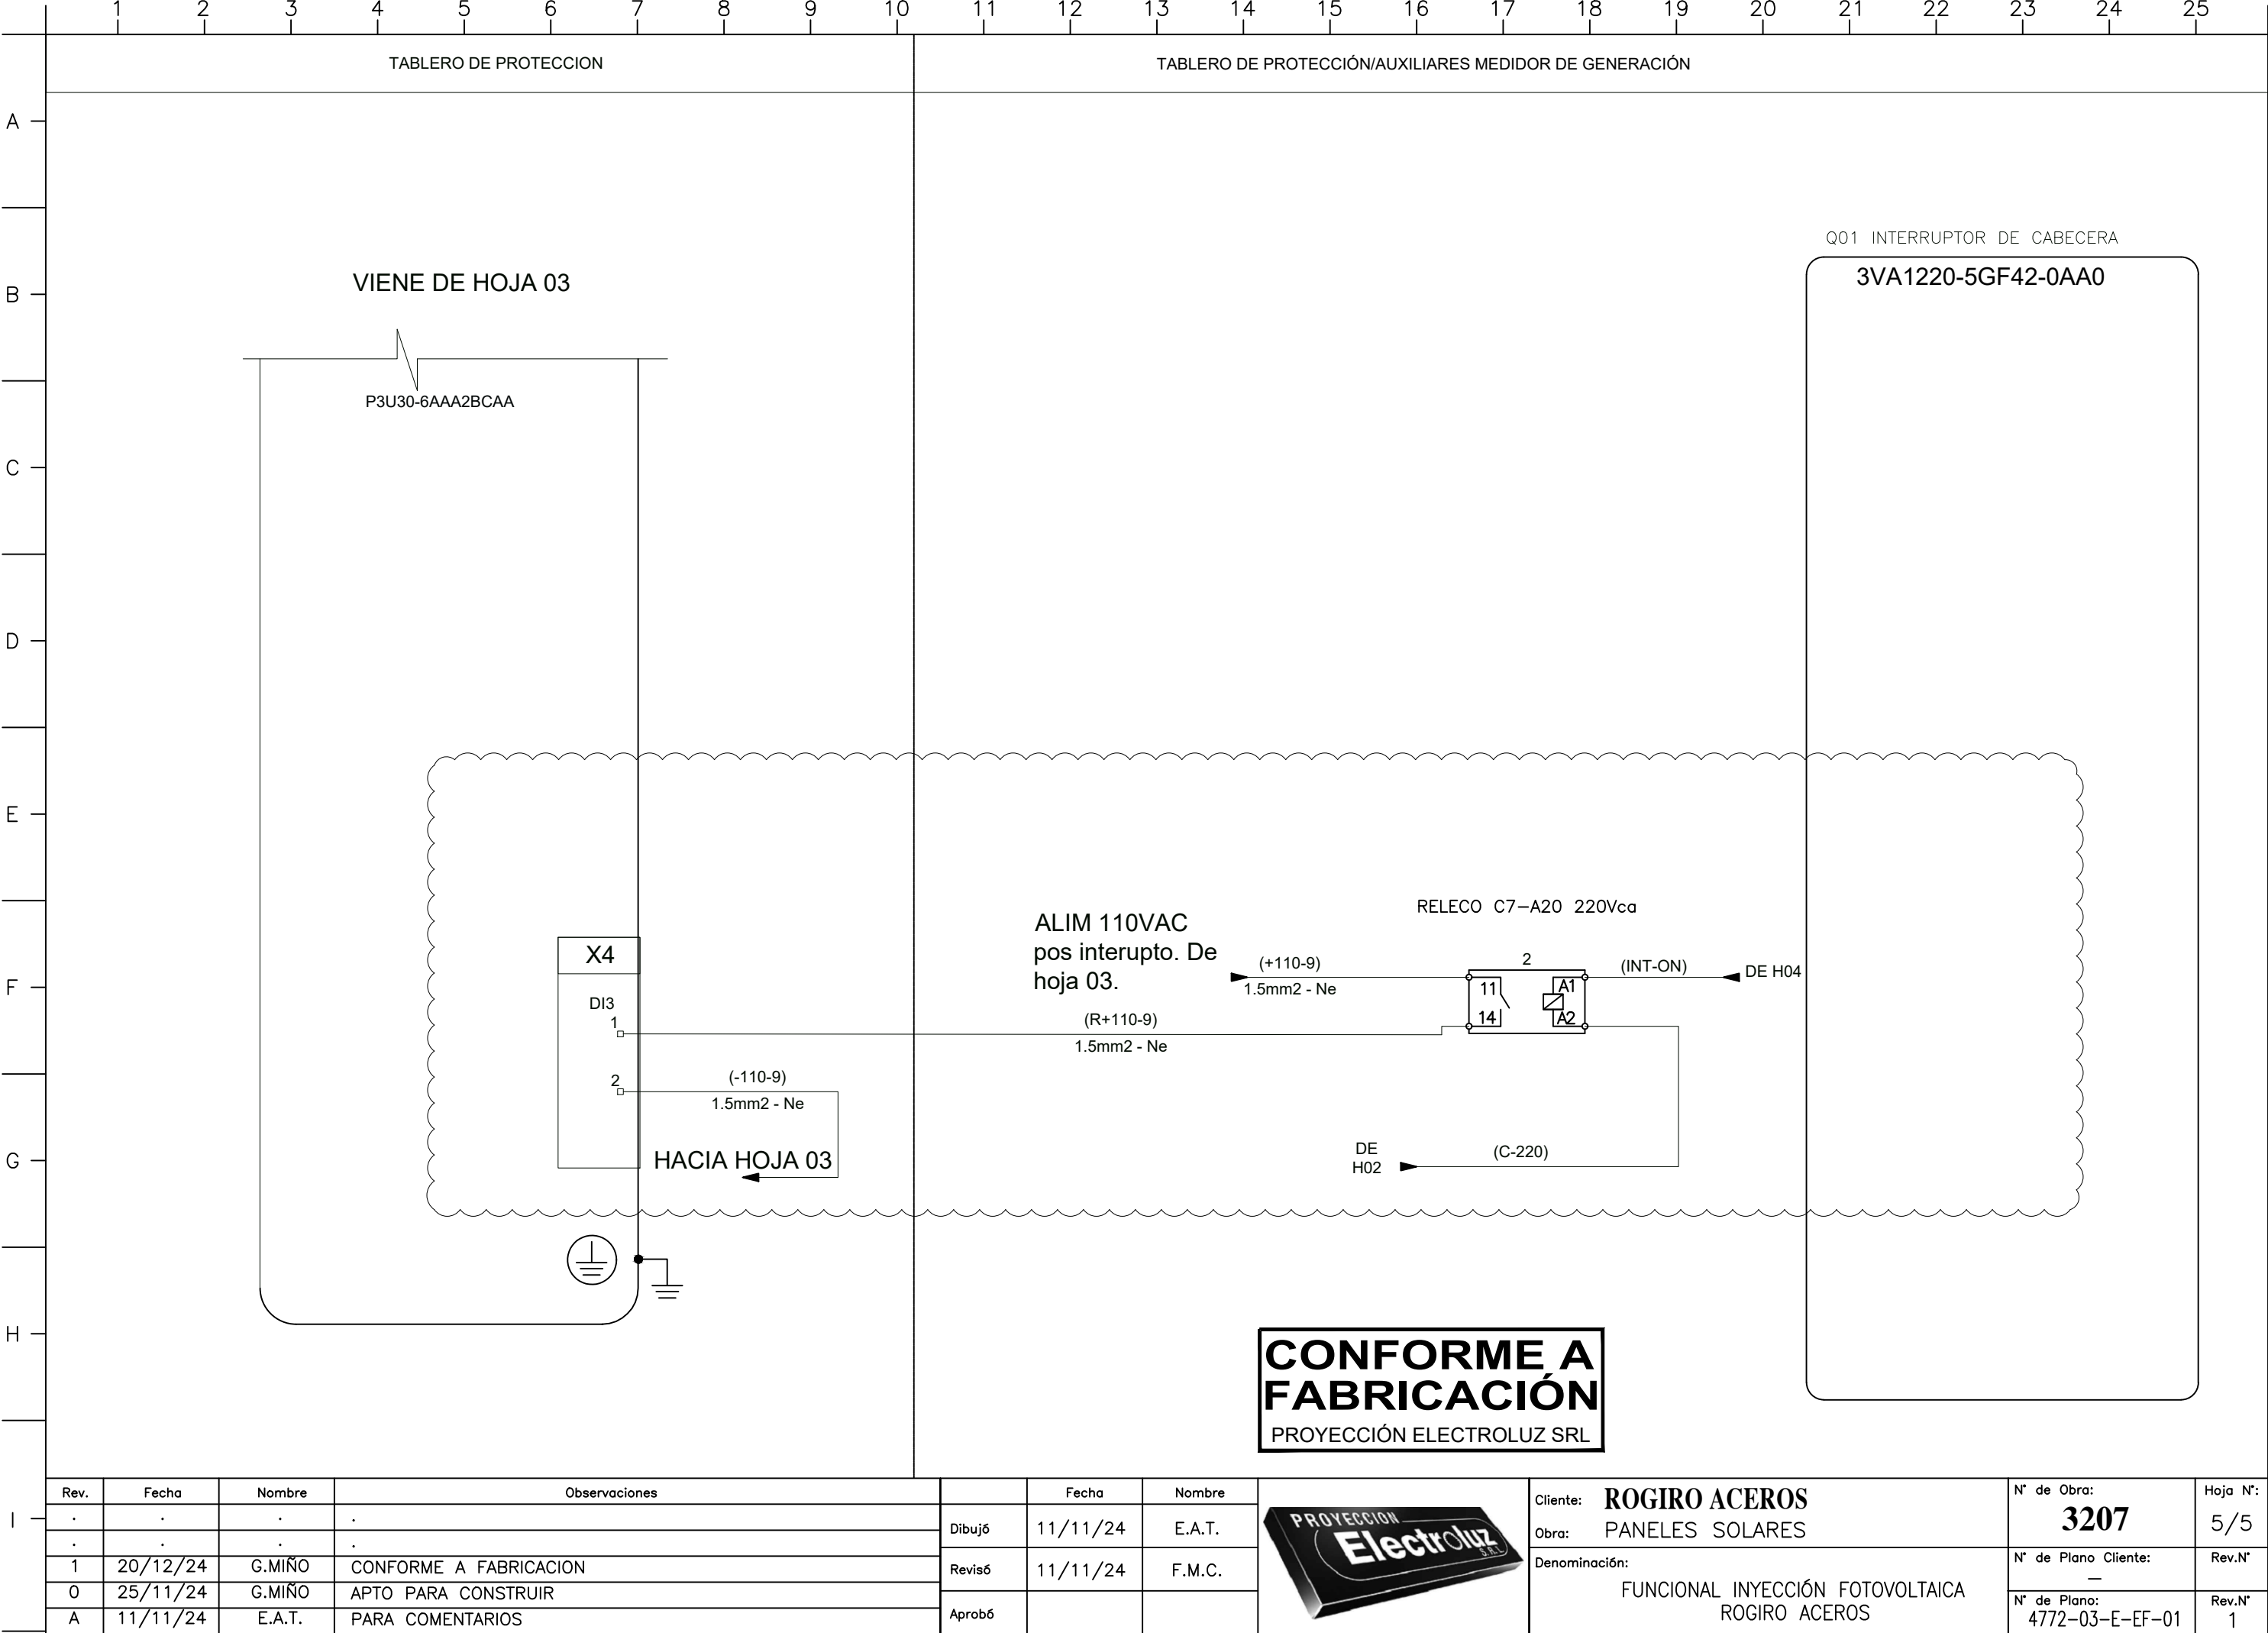 1 2 3 4 5 6 7 8 9 10 11 12 13 14 15 16 17 18 19 20 21 22 23 24 25
TABLERO DE PROTECCION
TABLERO DE PROTECCIÓN/AUXILIARES MEDIDOR DE GENERACIÓN
A
Q01 INTERRUPTOR DE CABECERA
3VA1220-5GF42-0AA0
VIENE DE HOJA 03
B
P3U30-6AAA2BCAA
C
D
E
RELECO C7-A20 220Vca
ALIM 110VAC
pos interupto. De
hoja 03.
X4
(+110-9)
1.5mm2 - Ne
2
11
14
A1
A2
(INT-ON)
DE H04
F
DI3
1
(R+110-9)
1.5mm2 - Ne
2
(-110-9)
1.5mm2 - Ne
HACIA HOJA 03
DE
H02
(C-220)
G
H
CONFORME A
FABRICACIÓN
PROYECCIÓN ELECTROLUZ SRL
I
Rev. Fecha Nombre Observaciones
. . . .
. . . .
1 20/12/24 G.MIÑO CONFORME A FABRICACION
0 25/11/24 G.MIÑO APTO PARA CONSTRUIR
A 11/11/24 E.A.T. PARA COMENTARIOS
Fecha Nombre
Dibujó 11/11/24 E.A.T.
Revisó 11/11/24 F.M.C.
Aprobó
PROYECCION
Electroluz
S.R.L.
Cliente: ROGIRO ACEROS
Obra: PANELES SOLARES
Denominación:
FUNCIONAL INYECCIÓN FOTOVOLTAICA
ROGIRO ACEROS
N° de Obra:
3207
Hoja N°:
5/5
N° de Plano Cliente:
—
Rev.N°
N° de Plano:
4772-03-E-EF-01
Rev.N°
1